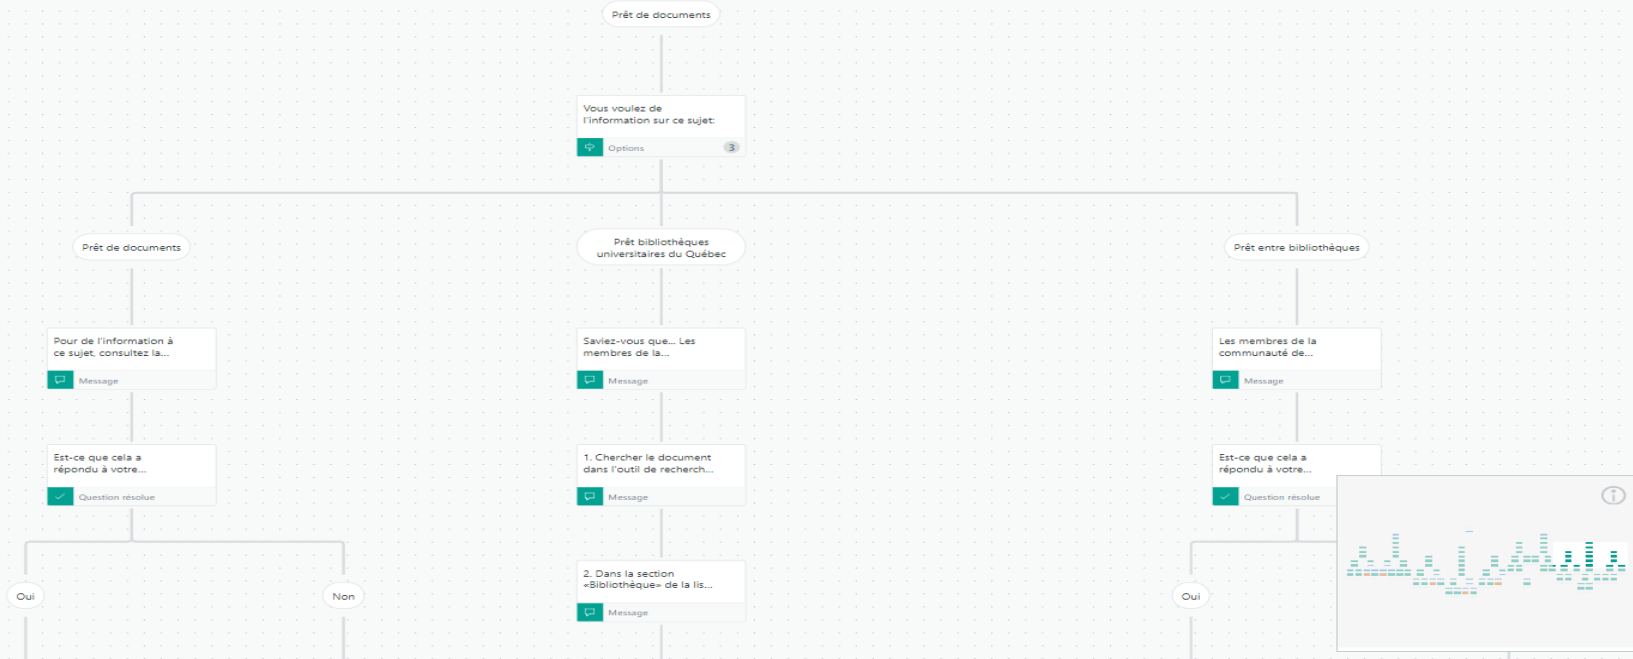 Prêt de documents
Vous voulez de
l'information sur ce sujet:
Options
3
Prêt de documents
Prêt bibliothèques
universitaires du Québec
Prêt entre bibliothèques
Pour de l'information à
ce sujet, consultez la...
Message
Saviez-vous que... Les
membres de la...
Message
Les membres de la
communauté de...
Message
Est-ce que cela a
répondu à votre...
Question résolue
1. Chercher le document
dans l'outil de recherch...
Message
Est-ce que cela a
répondu à votre...
Question résolue
2. Dans la section
«Bibliothèque» de la lis...
Message
Oui
Non
Oui